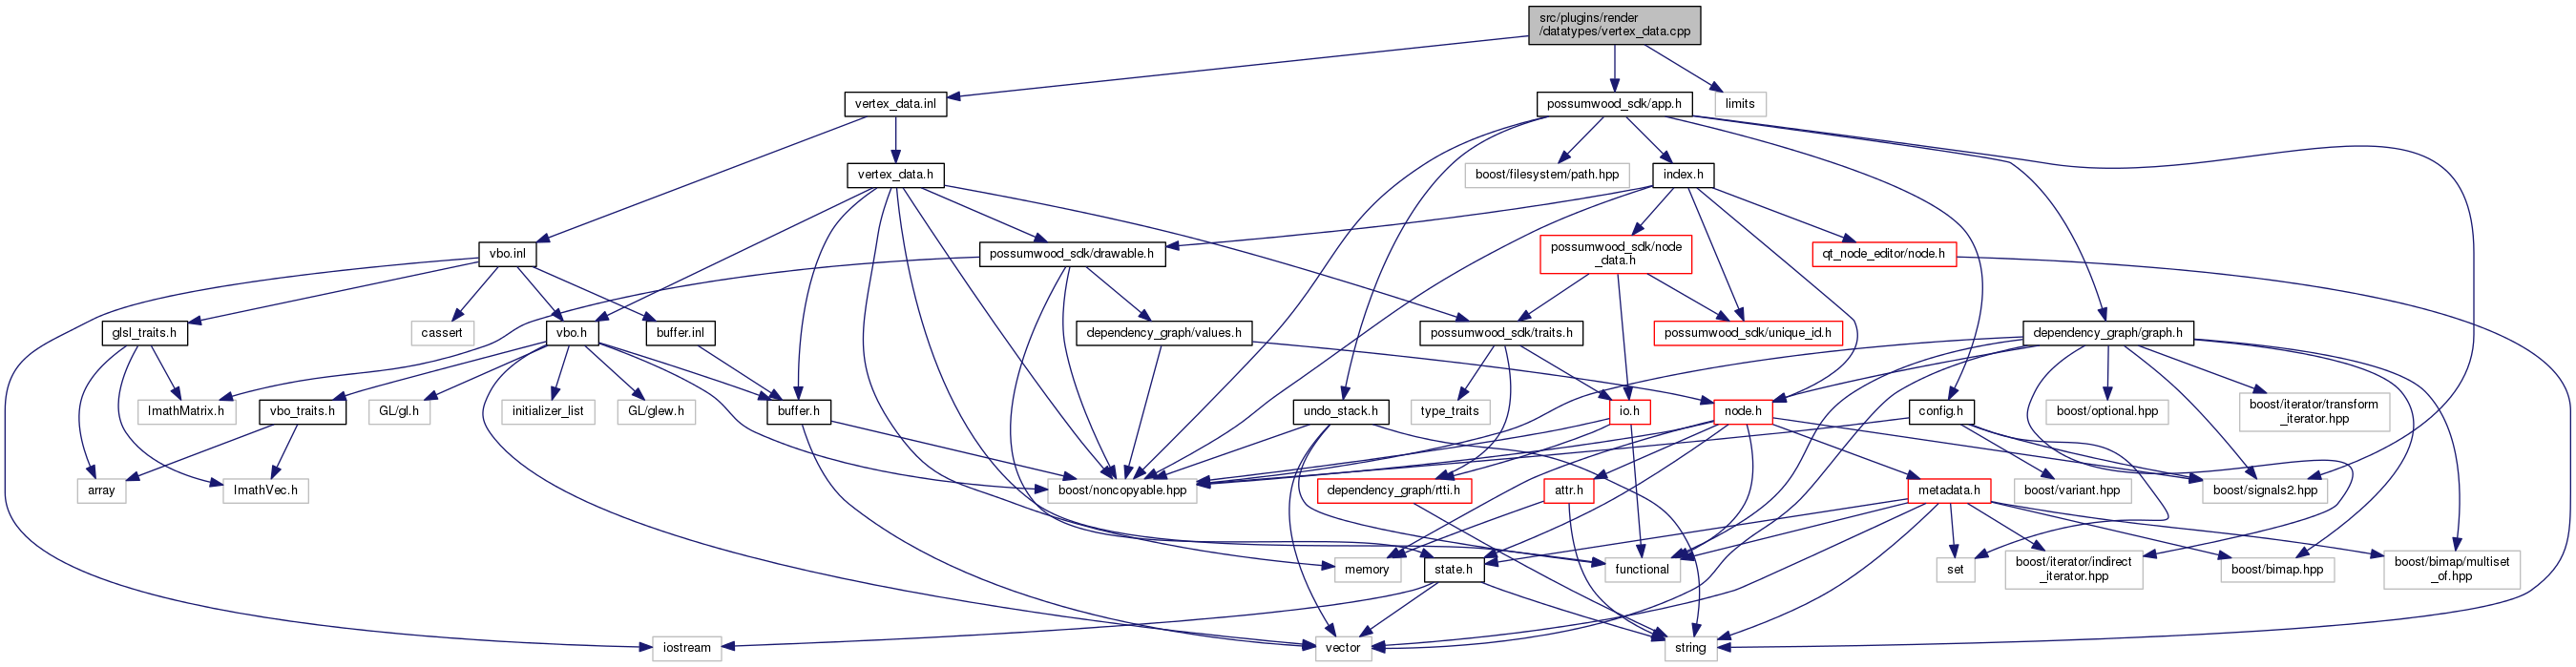 src/plugins/render
/datatypes/vertex_data.cpp
vertex_data.inl
possumwood_sdk/app.h
limits
vertex_data.h
boost/filesystem/path.hpp
index.h
vbo.inl
possumwood_sdk/drawable.h
possumwood_sdk/node
_data.h
qt_node_editor/node.h
glsl_traits.h
cassert
vbo.h
buffer.inl
dependency_graph/values.h
possumwood_sdk/traits.h
possumwood_sdk/unique_id.h
dependency_graph/graph.h
ImathMatrix.h
vbo_traits.h
GL/gl.h
initializer_list
GL/glew.h
buffer.h
undo_stack.h
type_traits
io.h
node.h
config.h
boost/optional.hpp
boost/iterator/transform
_iterator.hpp
array
ImathVec.h
boost/noncopyable.hpp
dependency_graph/rtti.h
attr.h
metadata.h
boost/variant.hpp
boost/signals2.hpp
memory
state.h
functional
set
boost/iterator/indirect
_iterator.hpp
boost/bimap.hpp
boost/bimap/multiset
_of.hpp
iostream
vector
string